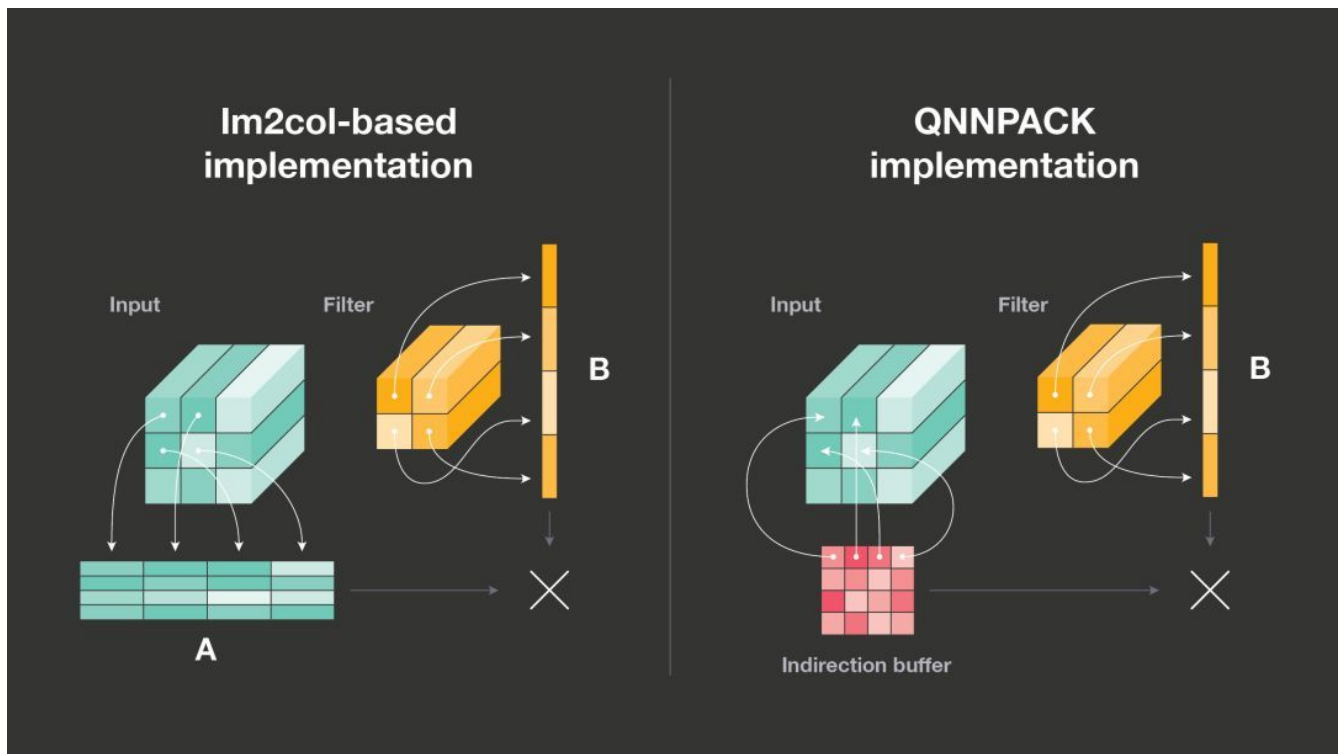 Im2col-based
implementation
Input
Filter
B
A
QNNPACK
implementation
Input
Filter
B
Indirection buffer